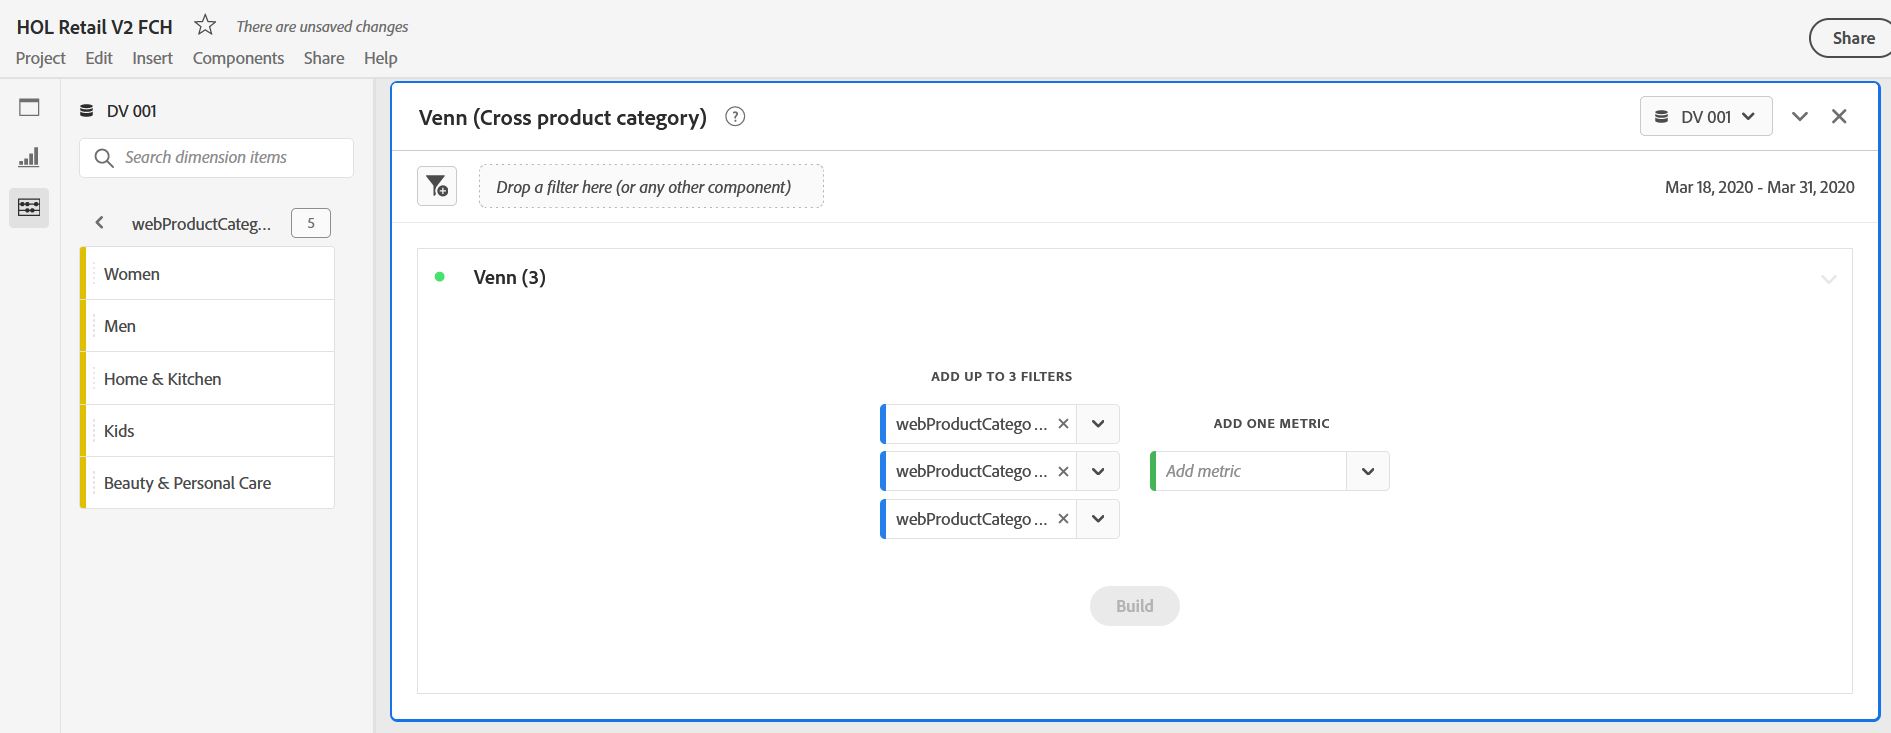 HOL Retail V2 FCH
There are unsaved changes
Project Edit Insert Components Share Help
Share
DV 001
Search dimension items
webProductCateg... 5
Women
Men
Home & Kitchen
Kids
Beauty & Personal Care
Venn (Cross product category) ?
DV 001
Drop a filter here (or any other component)
Mar 18, 2020 - Mar 31, 2020
Venn (3)
ADD UP TO 3 FILTERS
webProductCatego...
webProductCatego...
webProductCatego...
ADD ONE METRIC
Add metric
Build